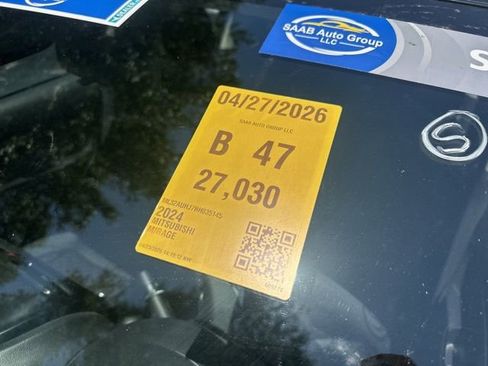 SAAB Auto Group
LLC
S
04/27/2026
SAAB AUTO GROUP LLC
B 47
27,030
2024
MITSUBISHI
MIRAGE
S